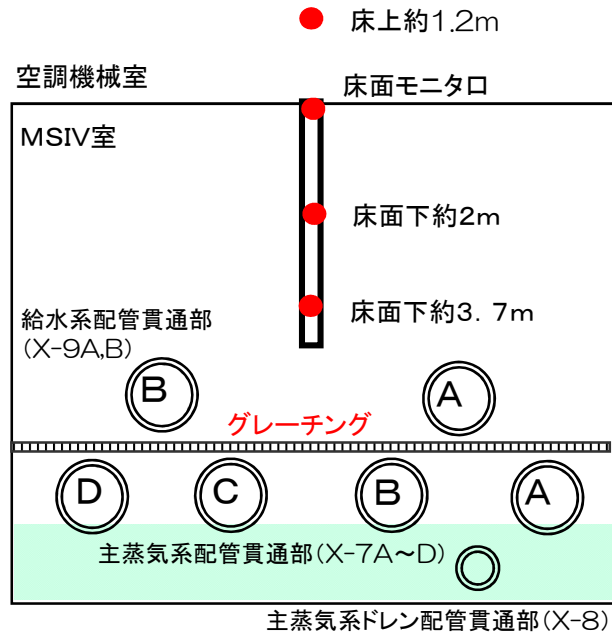 床上約1.2m
空調機械室
床面モニタ口
MSIV室
床面下約2m
床面下約3．7m
給水系配管貫通部
(X-9A,B)
B
A
グレーチング
D
C
B
A
主蒸気系配管貫通部(X-7A～D)
主蒸気系ドレン配管貫通部(X-8)